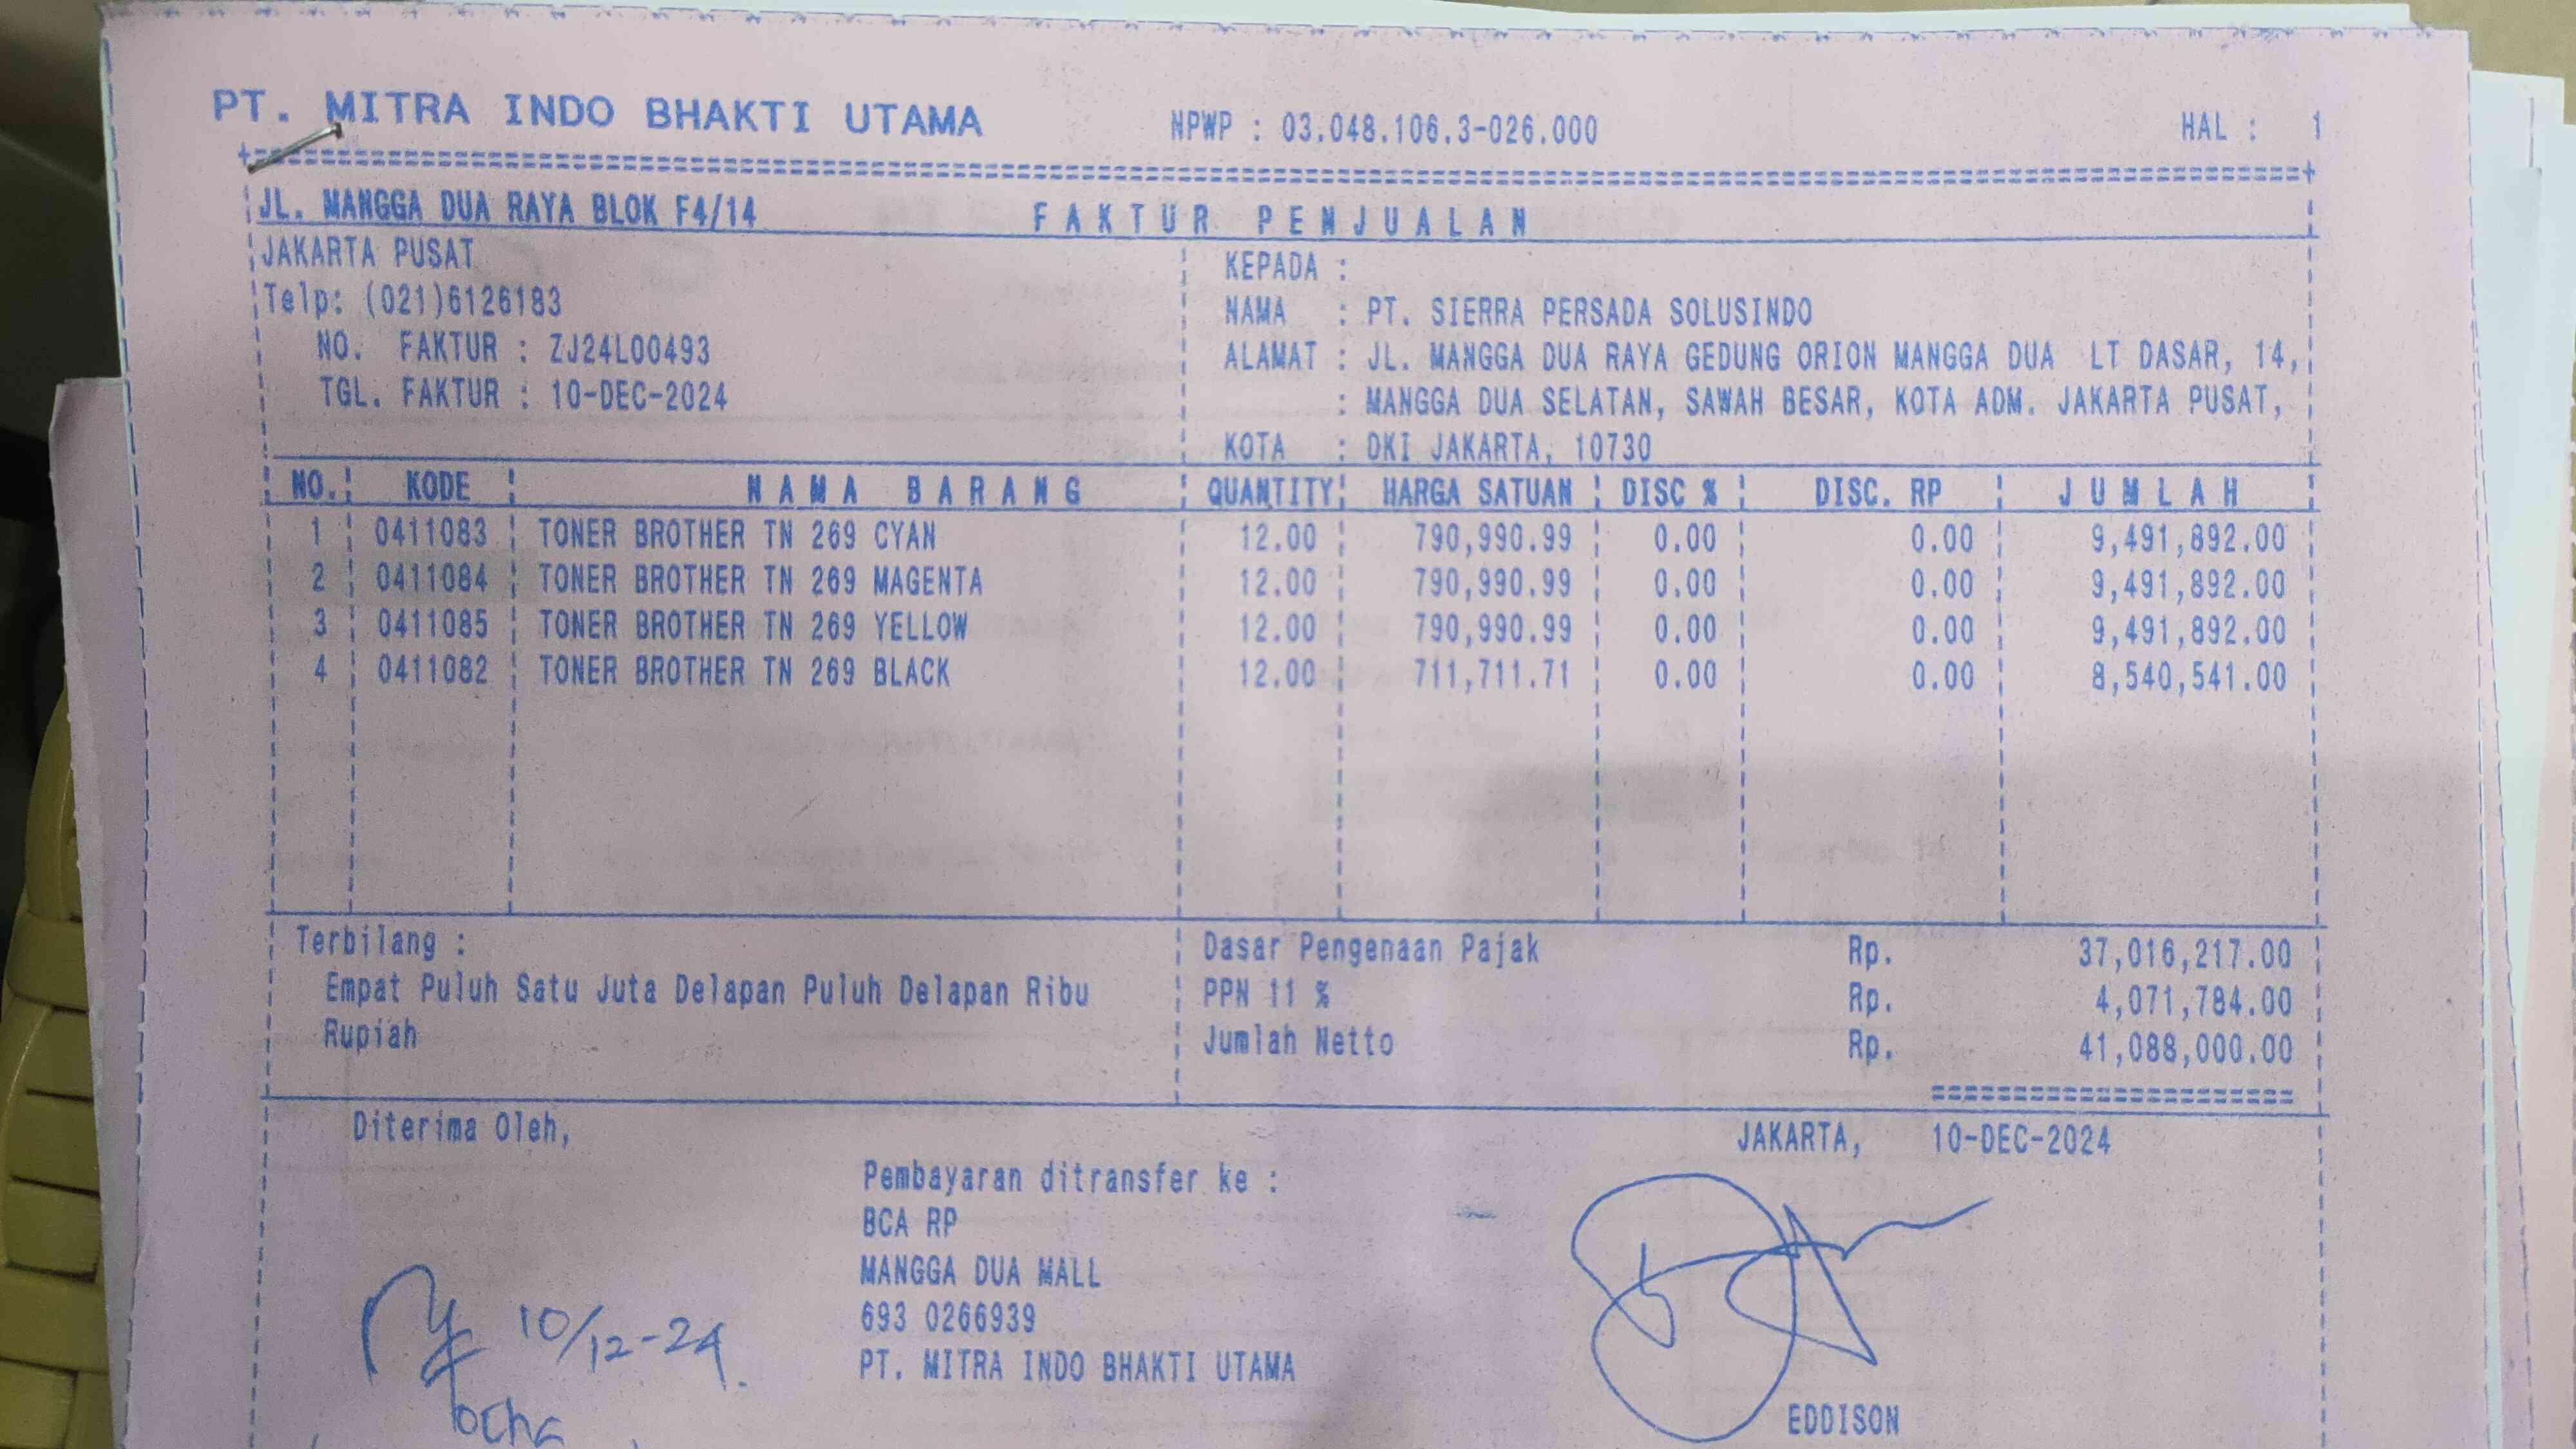 PT. MITRA INDO BHAKTI UTAMA NPWP : 03.048.106.3-026.000 HAL : 1
JL. MANGGA DUA RAYA BLOK F4/14 FAKTUR PENJUALAN
JAKARTA PUSAT
Telp: (021)6126183
NO. FAKTUR : ZJ24L00493
TGL. FAKTUR : 10-DEC-2024
KEPADA :
NAMA : PT. SIERRA PERSADA SOLUSINDO
ALAMAT : JL. MANGGA DUA RAYA GEDUNG ORION MANGGA DUA LT DASAR, 14,
: MANGGA DUA SELATAN, SAWAH BESAR, KOTA ADM. JAKARTA PUSAT,
KOTA : DKI JAKARTA, 10730
NO. KODE NAMA BARANG QUANTITY HARGA SATUAN DISC % DISC. RP JUMLAH
1 0411083 TONER BROTHER TN 269 CYAN 12.00 790,990.99 0.00 0.00 9,491,892.00
2 0411084 TONER BROTHER TN 269 MAGENTA 12.00 790,990.99 0.00 0.00 9,491,892.00
3 0411085 TONER BROTHER TN 269 YELLOW 12.00 790,990.99 0.00 0.00 9,491,892.00
4 0411082 TONER BROTHER TN 269 BLACK 12.00 711,711.71 0.00 0.00 8,540,541.00
Terbilang :
Empat Puluh Satu Juta Delapan Puluh Delapan Ribu
Rupiah
Dasar Pengenaan Pajak Rp. 37,016,217.00
PPN 11 % Rp. 4,071,784.00
Jumlah Netto Rp. 41,088,000.00
Diterima Oleh,
JAKARTA, 10-DEC-2024
Pembayaran ditransfer ke :
BCA RP
MANGGA DUA MALL
693 0266939
PT. MITRA INDO BHAKTI UTAMA
10/12-24.
EDDISON